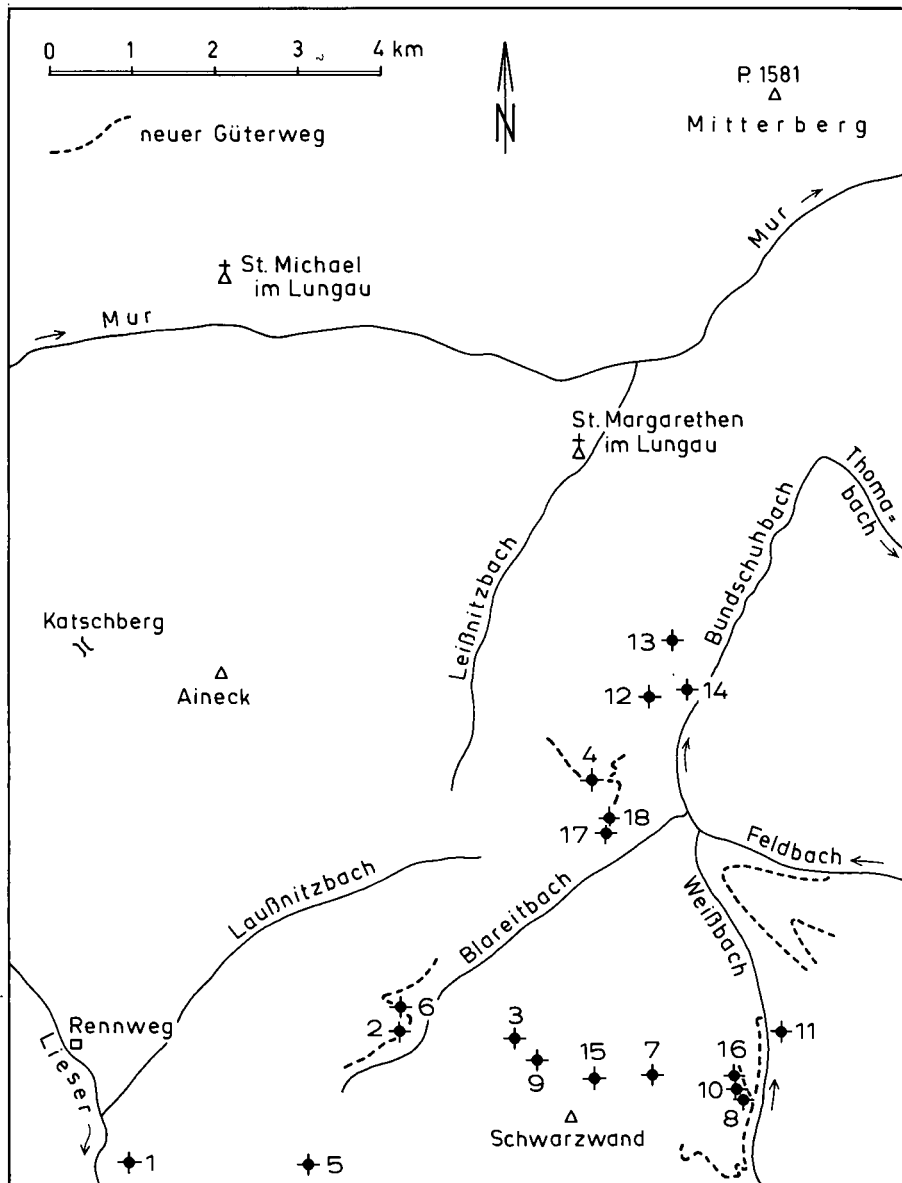 0 1 2 3 4 km
neuer Güterweg
N
P. 1581
Mitterberg
Mur
St. Michael
im Lungau
Mur
St. Margarethen
im Lungau
Thoma=
bach
Bundschuhbach
Leißnitzbach
Katschberg
Aineck
13
12
14
4
18
17
Feldbach
Laußnitzbach
Blareitbach
Weißbach
6
2
Rennweg
Lieser
3
9
15
7
16
10
8
11
Schwarzwand
1
5